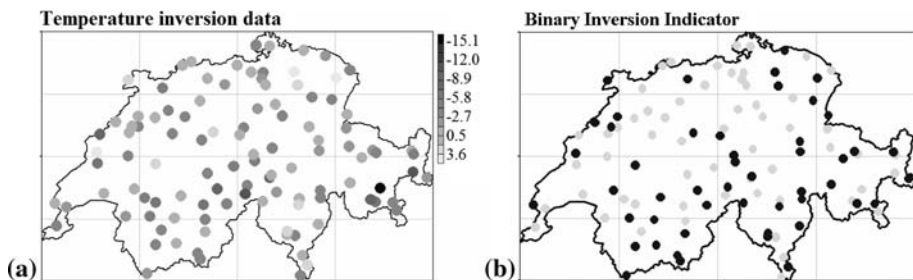 Temperature inversion data
-15.1
-12.0
-8.9
-5.8
-2.7
0.5
3.6
(a)
Binary Inversion Indicator
(b)